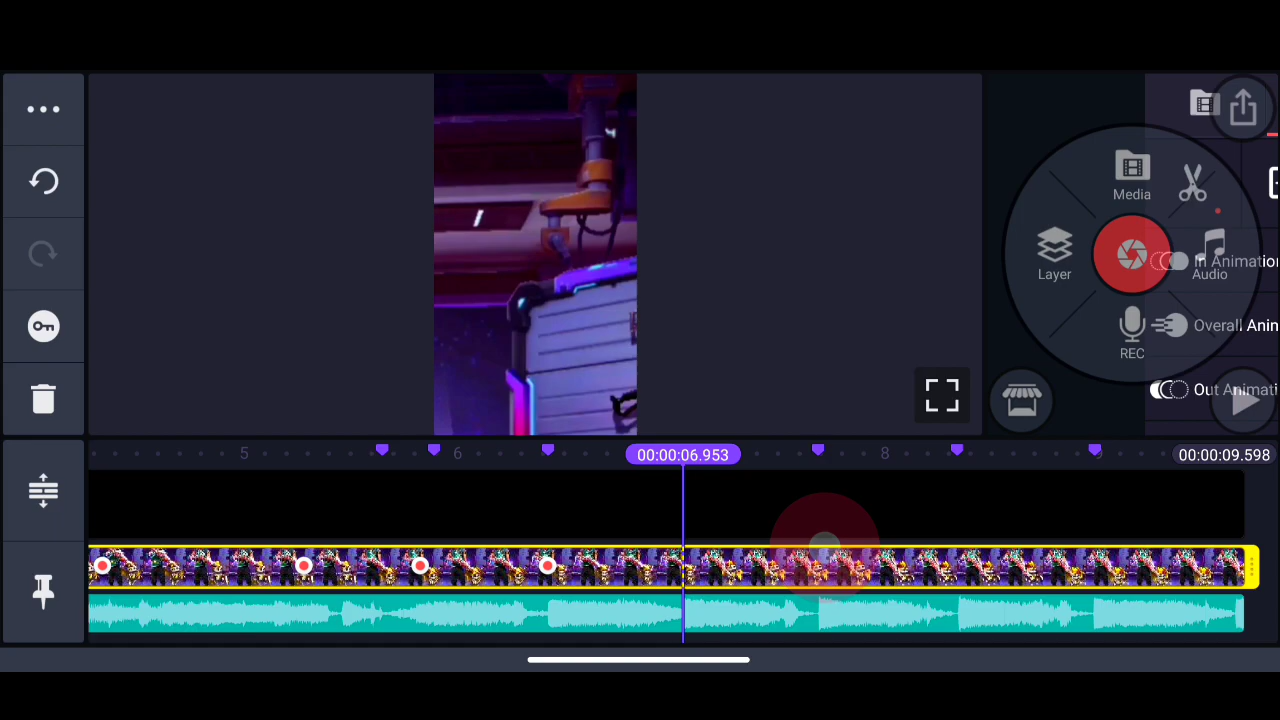 Media
Layer
Audio
REC
In Animation
Overall Anin
Out Animati
5
6
00:00:06.953
8
00:00:09.598